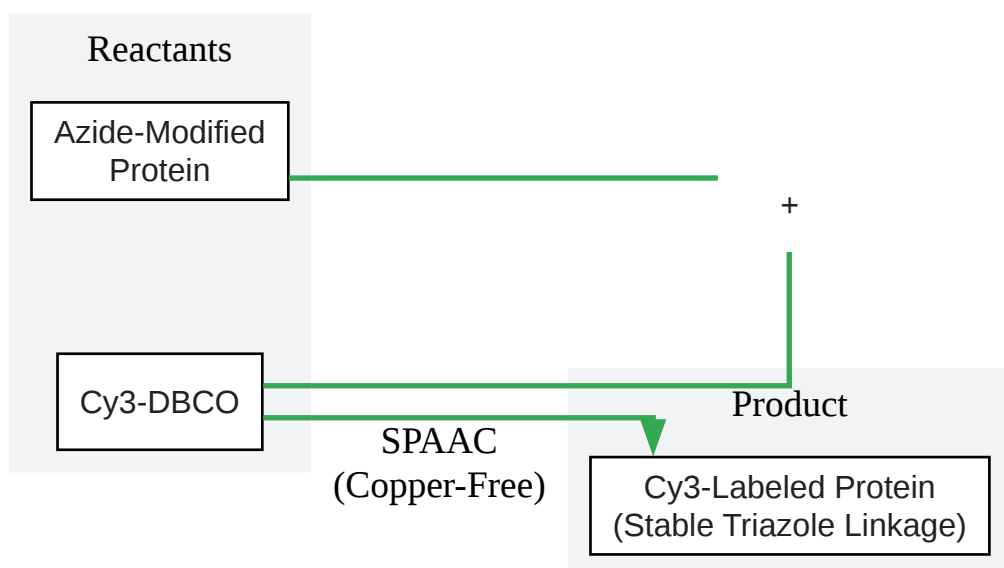 Reactants
Azide-Modified
Protein
+
Cy3-DBCO
Product
SPAAC
(Copper-Free)
Cy3-Labeled Protein
(Stable Triazole Linkage)